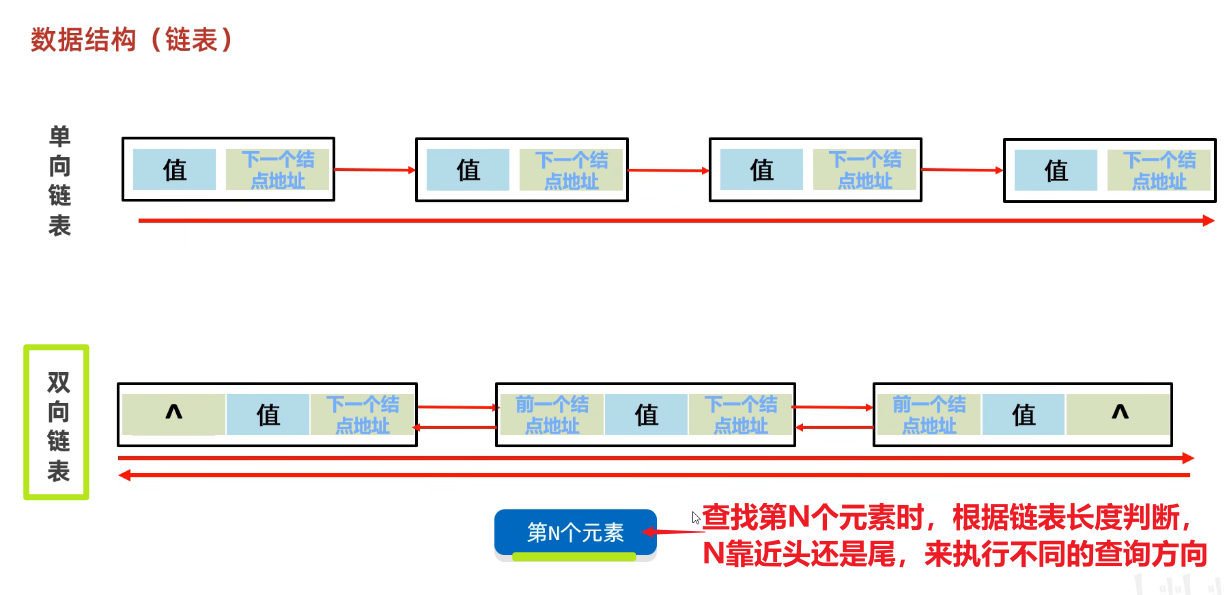 数据结构（链表）
单向链表
值
下一个结
点地址
值
下一个结
点地址
值
下一个结
点地址
值
下一个结
点地址
双向链表
^
值
下一个结
点地址
前一个结
点地址
值
下一个结
点地址
前一个结
点地址
值
^
第N个元素
查找第N个元素时，根据链表长度判断，
N靠近头还是尾，来执行不同的查询方向